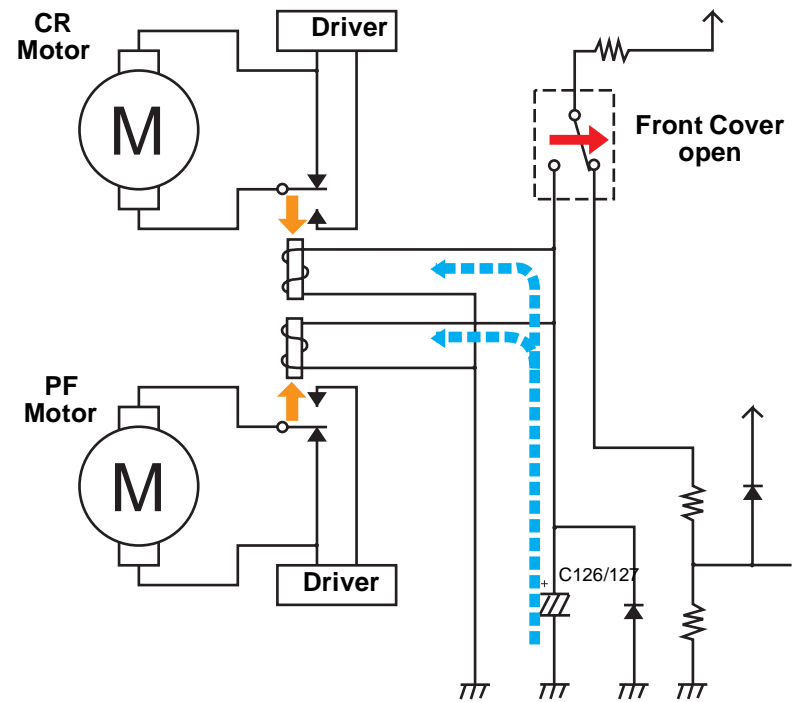 CR
Motor
Driver
M
Front Cover
open
PF
Motor
M
Driver
+
C126/127